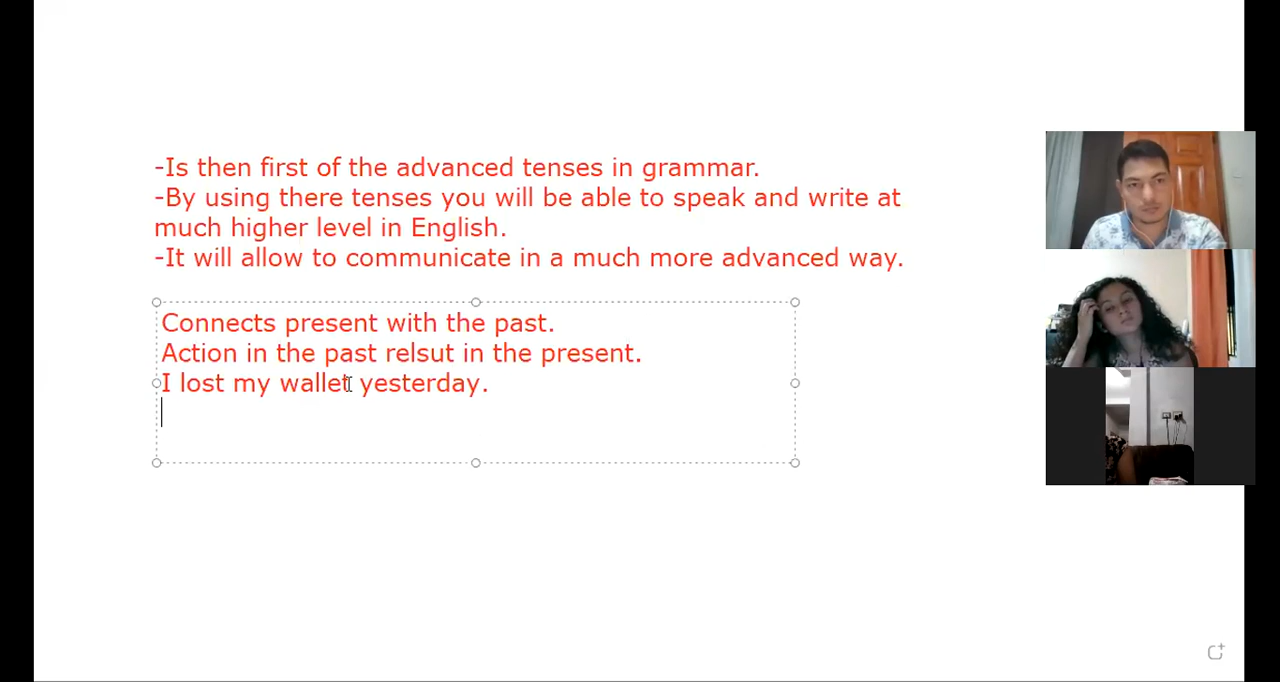 -Is then first of the advanced tenses in grammar.
-By using there tenses you will be able to speak and write at
much higher level in English.
-It will allow to communicate in a much more advanced way.
Connects present with the past.
Action in the past relsut in the present.
I lost my wallet yesterday.